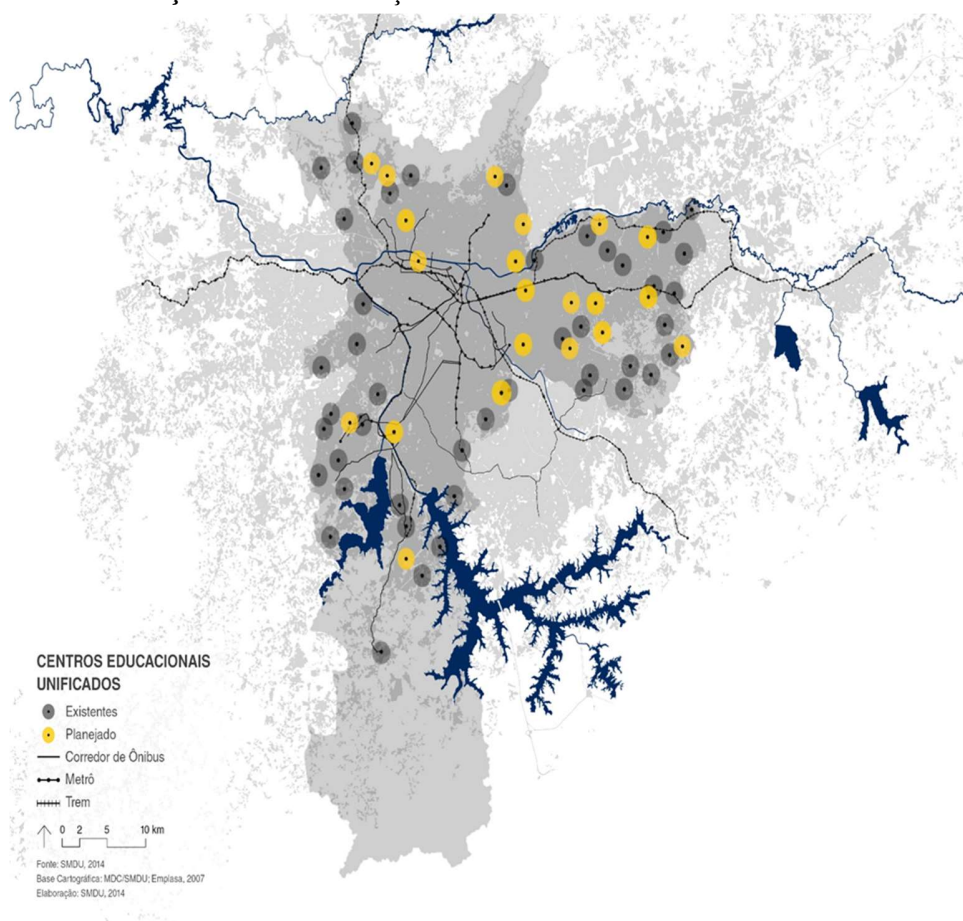 CENTROS EDUCACIONAIS
UNIFICADOS
Existentes
Planejado
Corredor de Ônibus
Metrô
Trem
0 2 5 10 km
Fonte: SMDU, 2014
Base Cartográfica: MDC/SMDU; Emplasa, 2007
Elaboração: SMDU, 2014